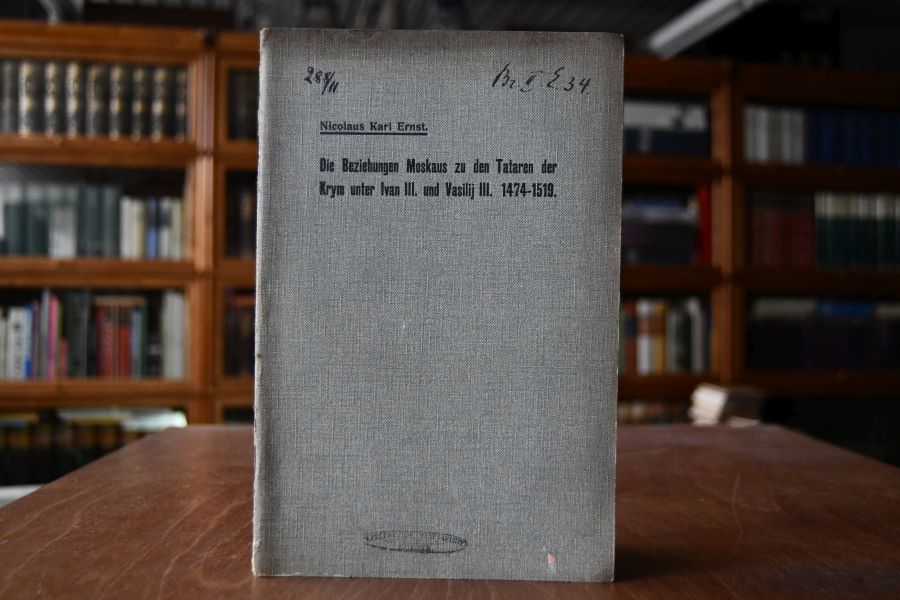 288/II
Br. II E. 34.
Nicolaus Karl Ernst.
Die Beziehungen Moskaus zu den Tataren der
Krym unter Ivan III. und Vasilij III. 1474-1519.